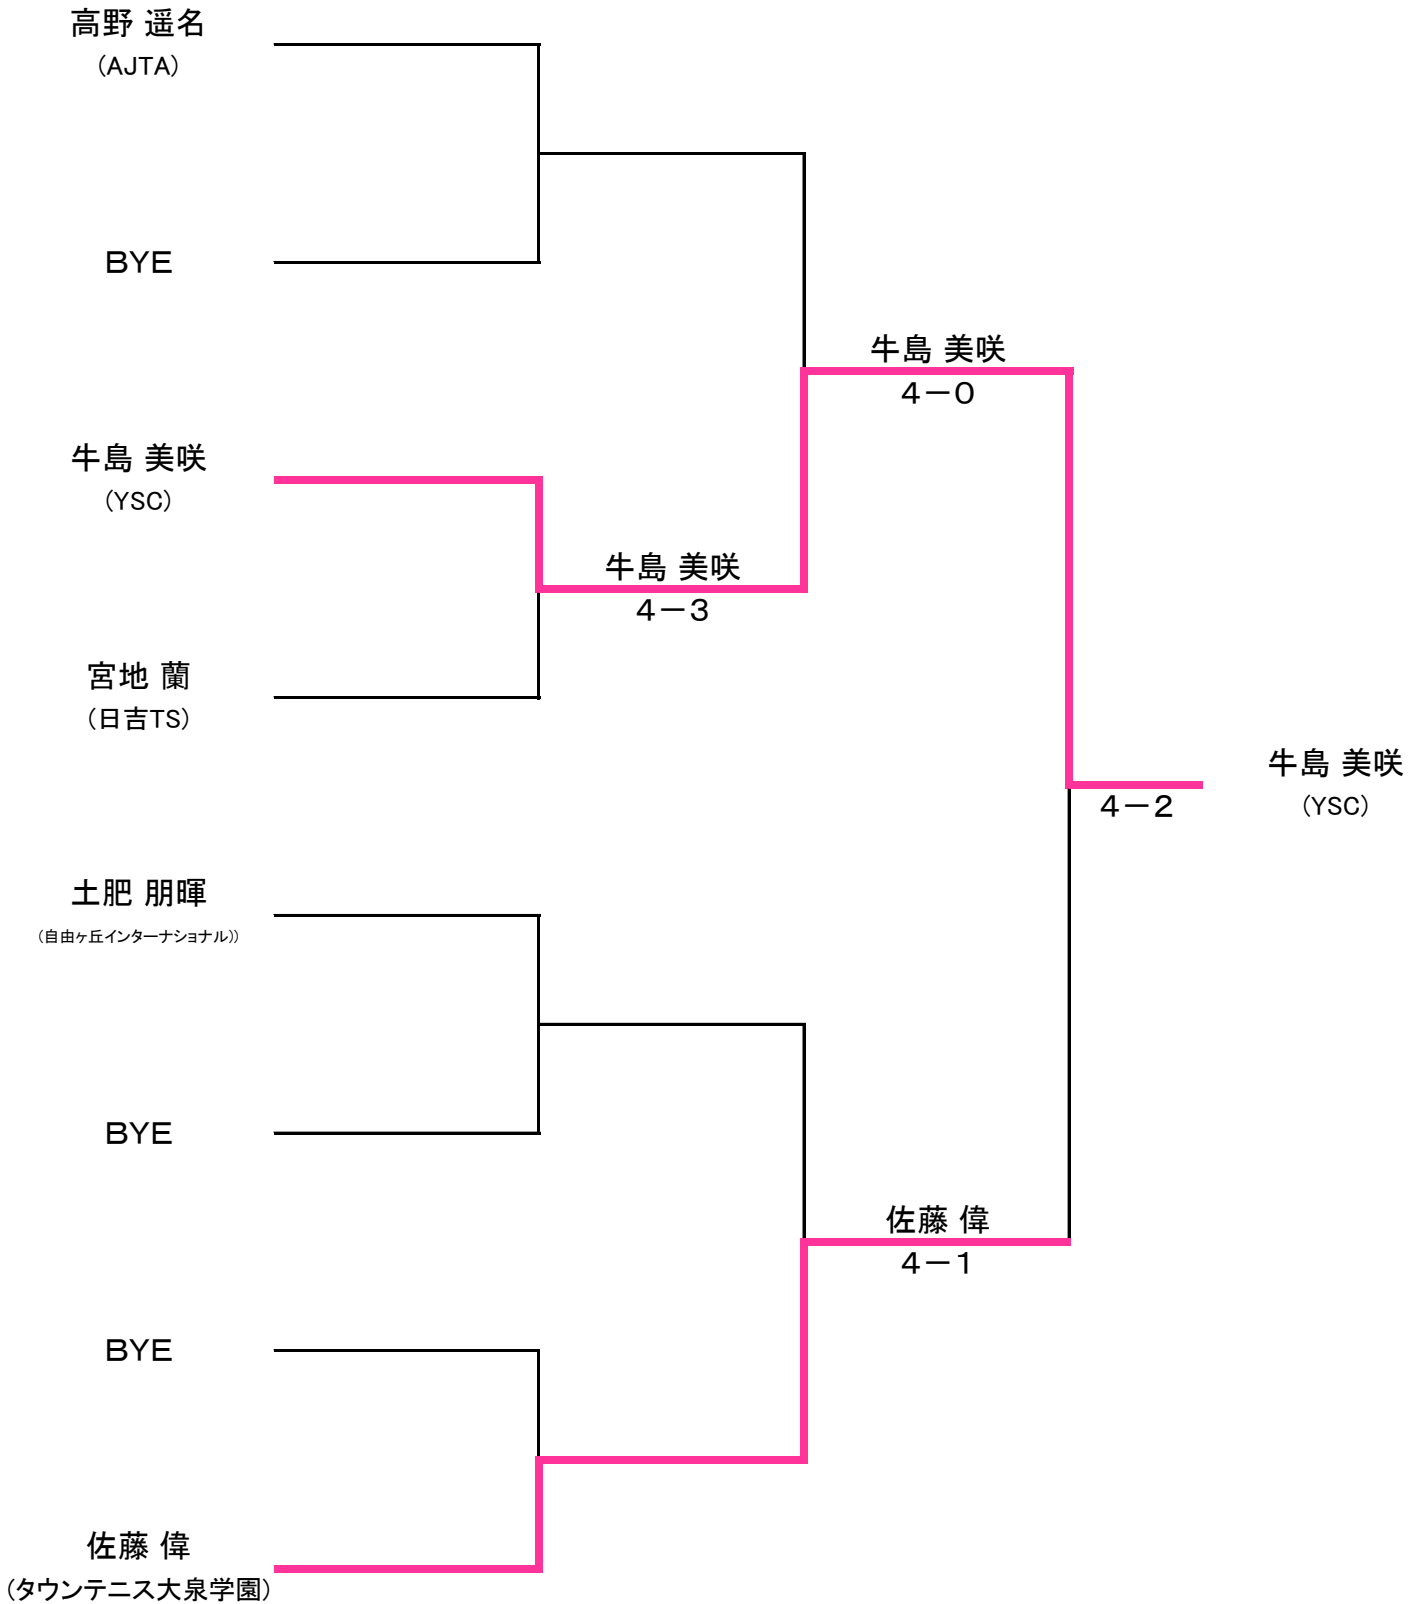 高野 遥名
(AJTA)
BYE
牛島 美咲
4－0
牛島 美咲
(YSC)
牛島 美咲
4－3
宮地 蘭
(日吉TS)
牛島 美咲
4－2
(YSC)
土肥 朋暉
(自由ヶ丘インターナショナル))
BYE
佐藤 偉
4－1
BYE
佐藤 偉
(タウンテニス大泉学園)